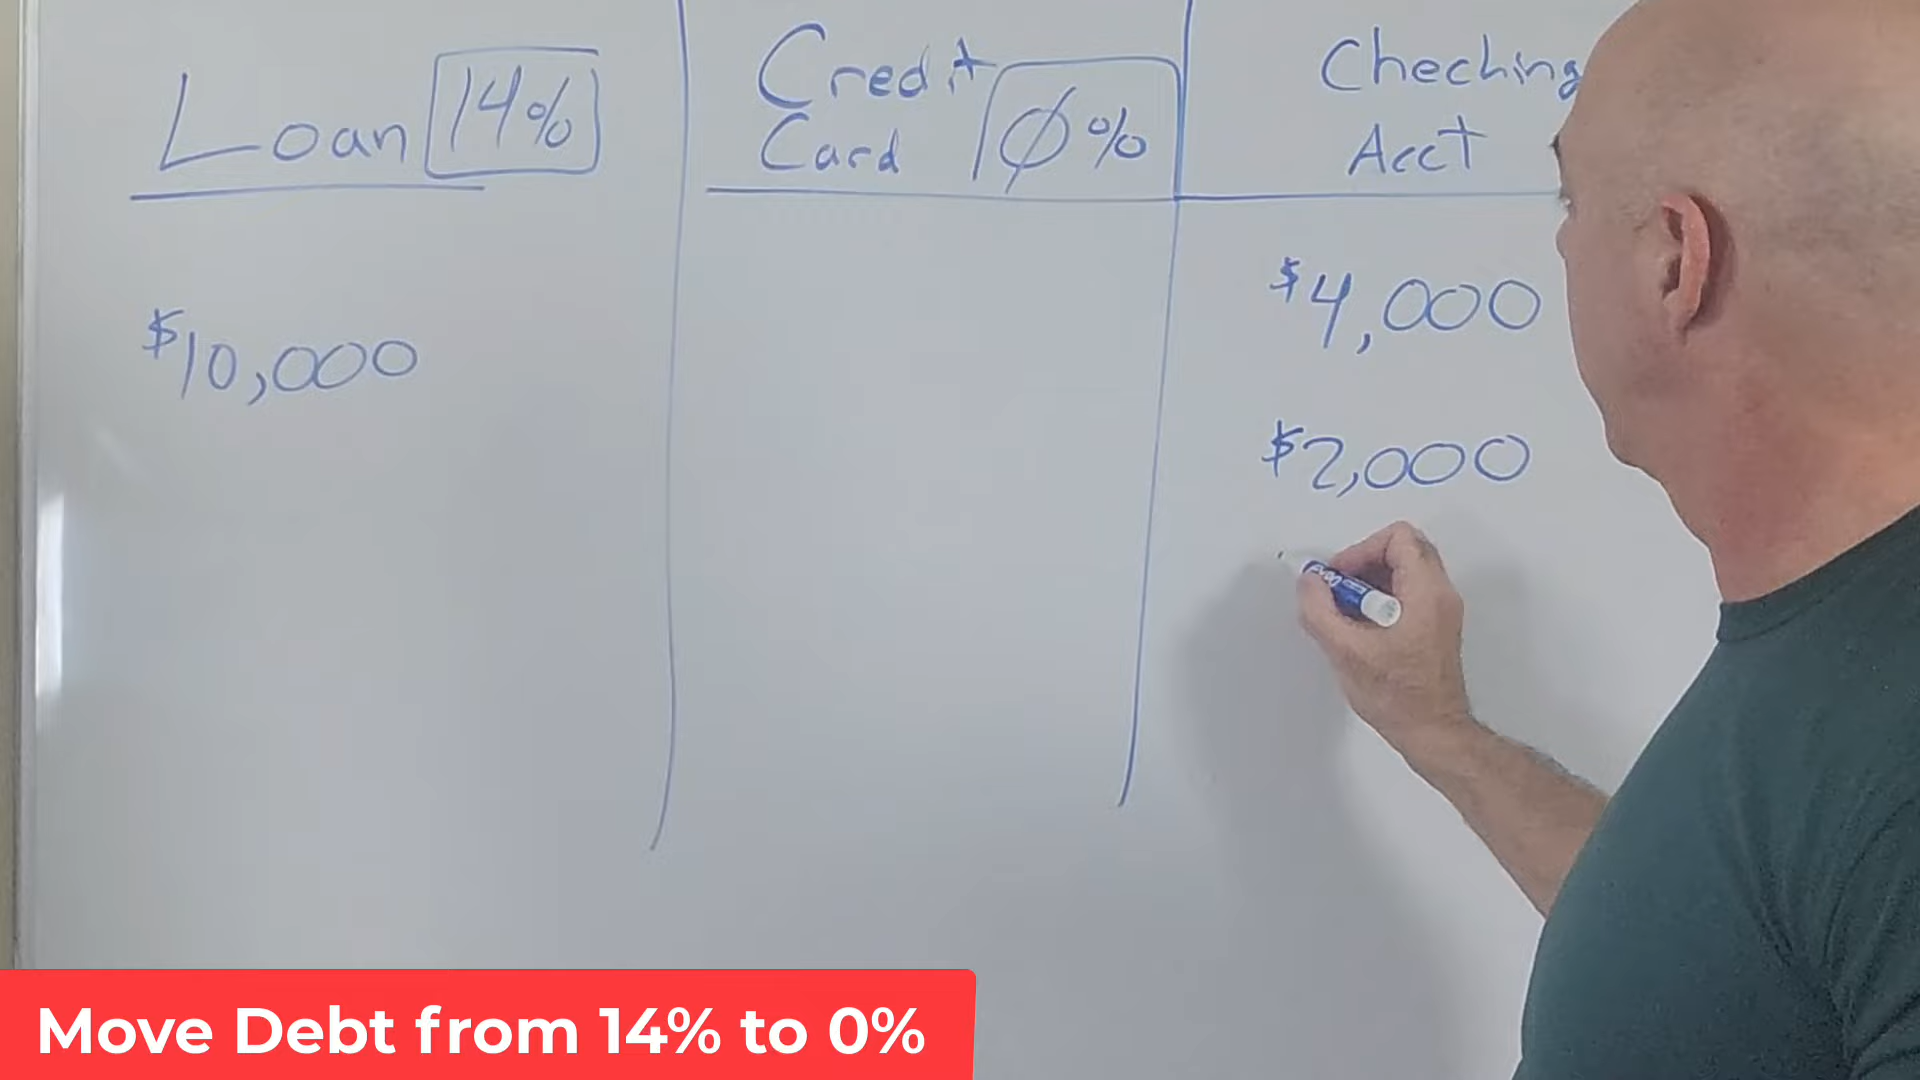 Loan 14%
Credit
Card 0%
Checking
Acct
$10,000
$4,000
$2,000
Move Debt from 14% to 0%